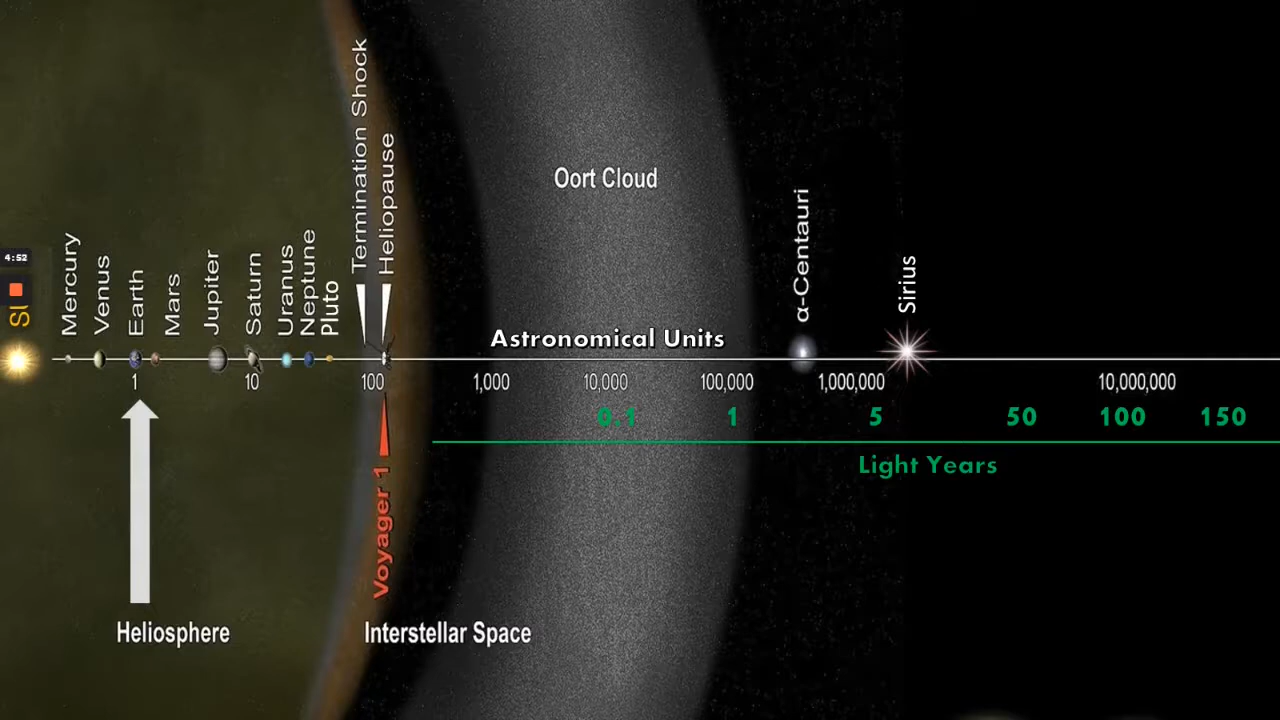 Termination Shock
Heliopause
Oort Cloud
α-Centauri
Sirius
4:52
Mercury
Venus
Earth
Mars
Jupiter
Saturn
Uranus
Neptune
Pluto
Astronomical Units
1
10
100
1,000
10,000
100,000
1,000,000
10,000,000
0.1
1
5
50
100
150
Light Years
Voyager 1
Heliosphere
Interstellar Space